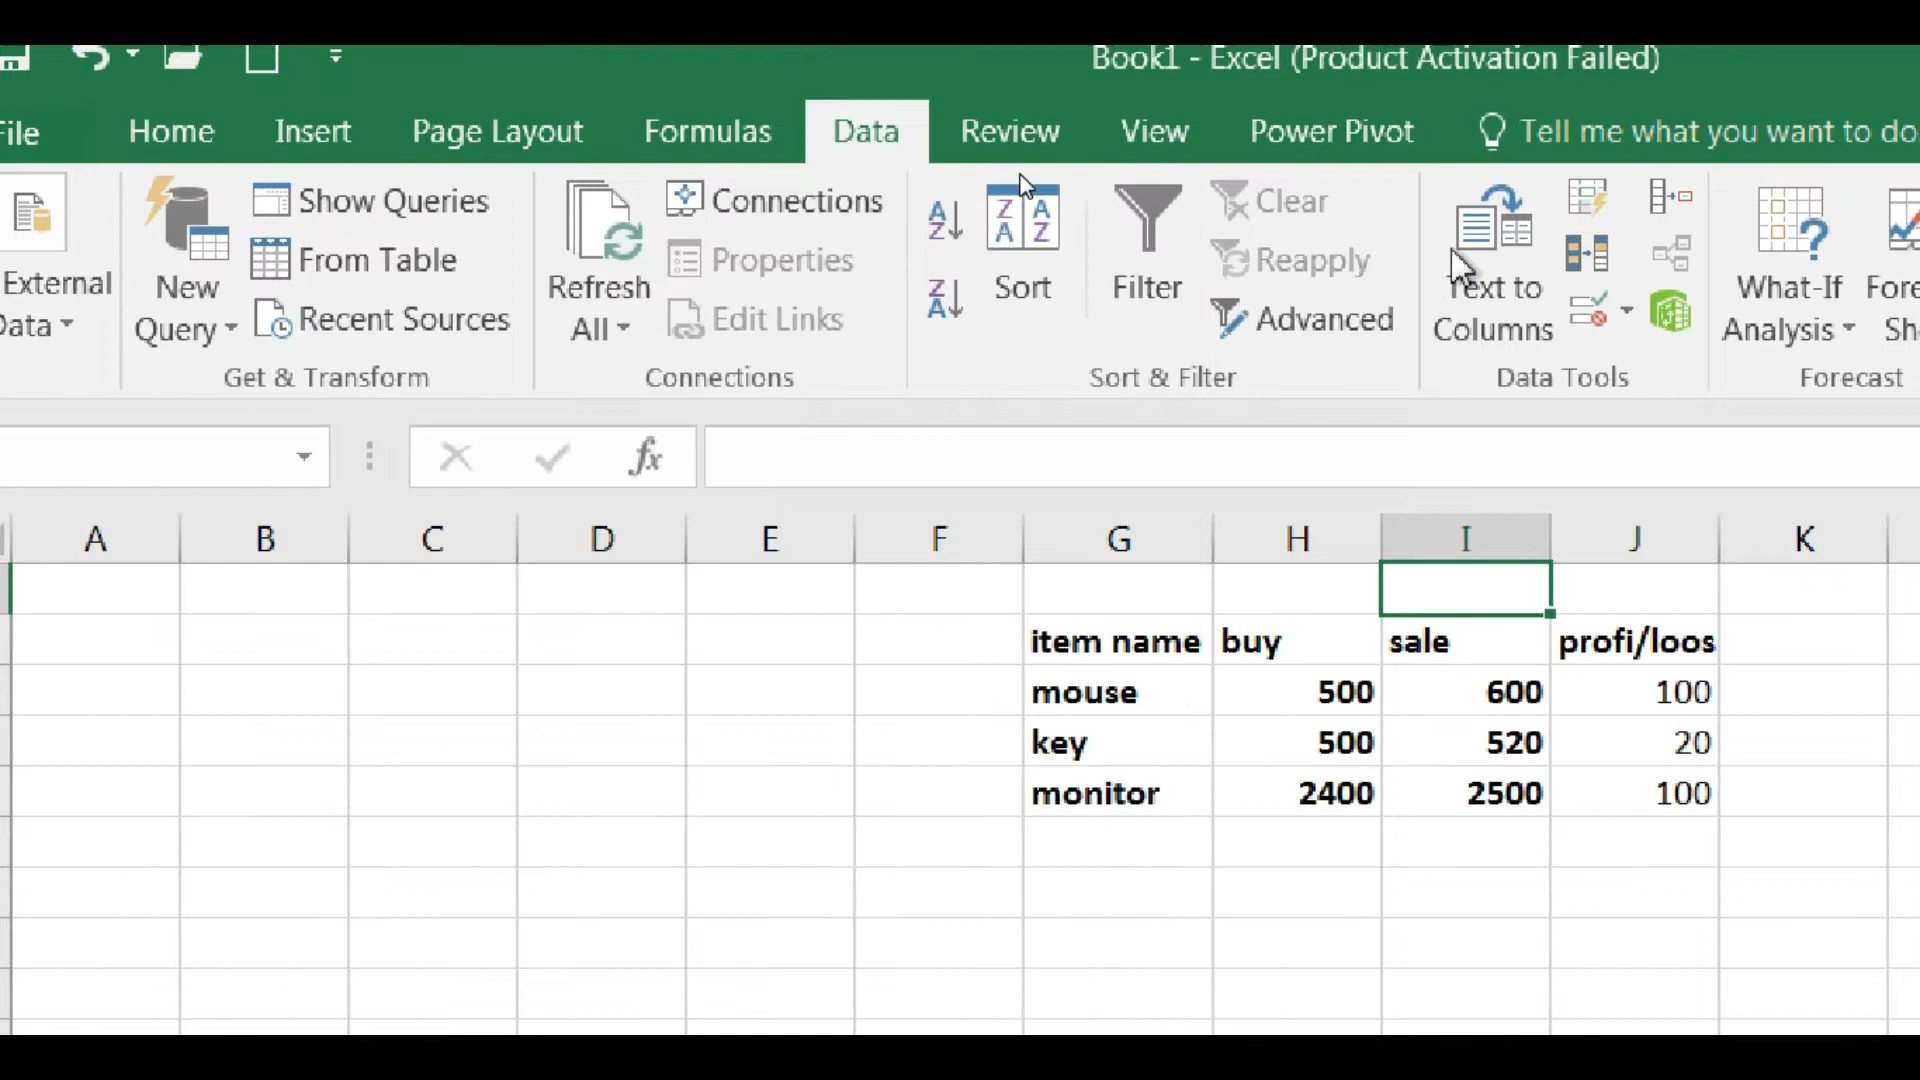 Book1 - Excel (Product Activation Failed)
File Home Insert Page Layout Formulas Data Review View Power Pivot Tell me what you want to do
External Data
New Query
Show Queries
From Table
Recent Sources
Get & Transform
Refresh All
Connections
Properties
Edit Links
Connections
Sort
Filter
Clear
Reapply
Advanced
Sort & Filter
Text to Columns
Data Tools
What-If Analysis
Forecast
fx
A B C D E F G H I J K
item name buy sale profi/loos
mouse 500 600 100
key 500 520 20
monitor 2400 2500 100